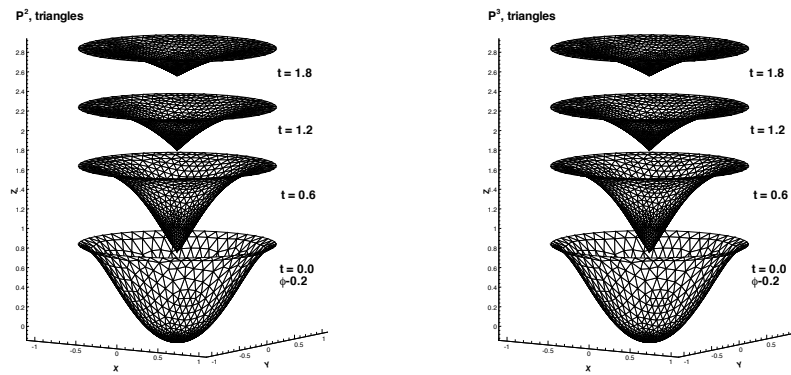 P², triangles
2.8
2.6
2.4
2.2
2
1.8
1.6
1.4
1.2
1
0.8
0.6
0.4
0.2
0
Z
t = 1.8
t = 1.2
t = 0.6
t = 0.0
ϕ-0.2
-1
-0.5
0
0.5
1
X
-1
-0.5
0
0.5
1
Y
P³, triangles
2.8
2.6
2.4
2.2
2
1.8
1.6
1.4
1.2
1
0.8
0.6
0.4
0.2
0
Z
t = 1.8
t = 1.2
t = 0.6
t = 0.0
ϕ-0.2
-1
-0.5
0
0.5
1
X
-1
-0.5
0
0.5
Y